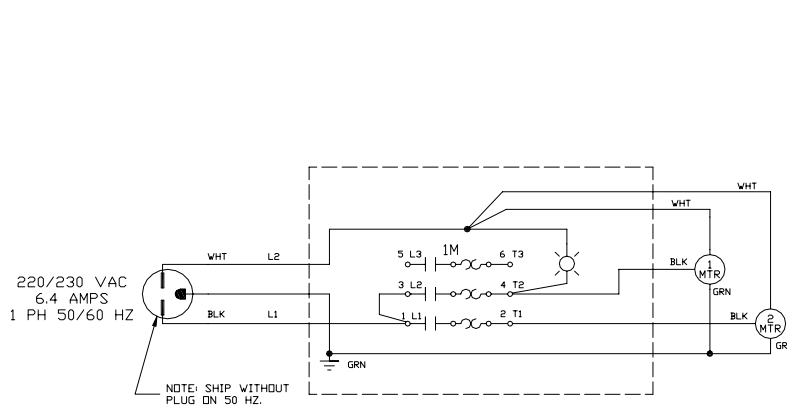 WHT
WHT
WHT L2
5 L3 1M 6 T3
BLK
1
MTR
220/230 VAC
6.4 AMPS
1 PH 50/60 HZ
3 L2 4 T2
GRN
BLK L1
1 L1 2 T1
BLK
2
MTR
GR
GRN
NOTE: SHIP WITHOUT
PLUG ON 50 HZ.